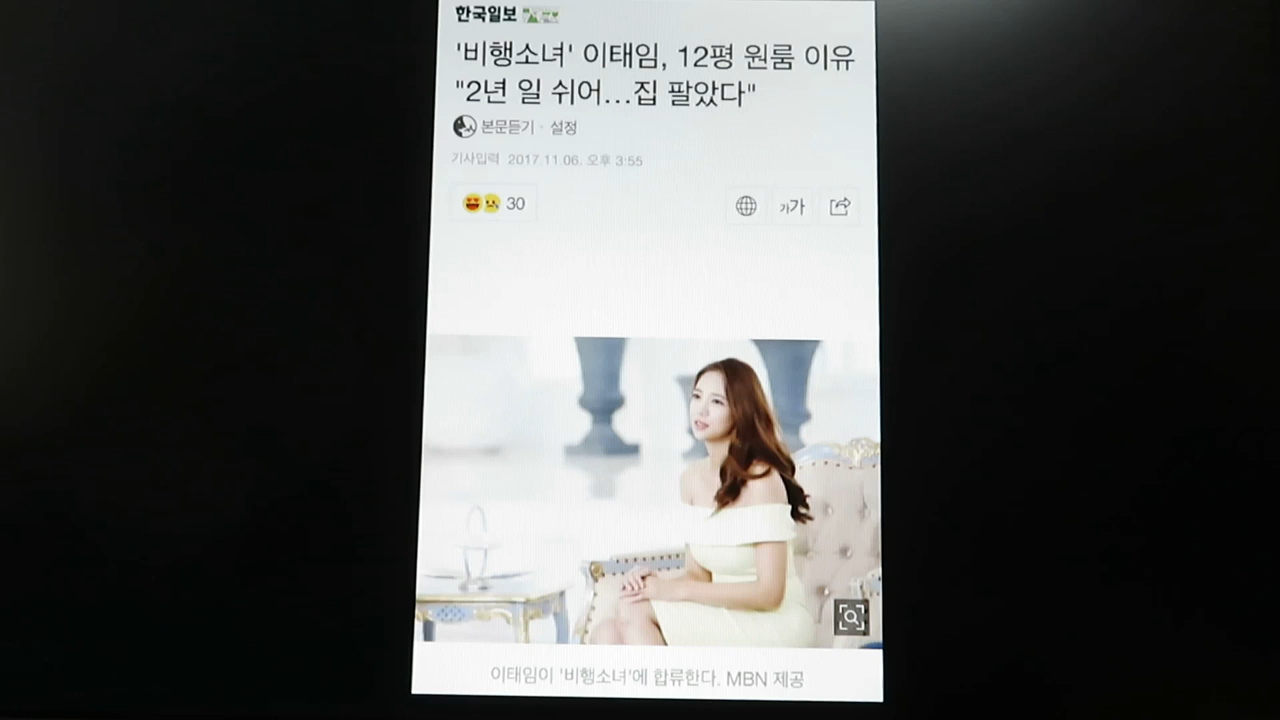 한국일보
'비행소녀' 이태임, 12평 원룸 이유
"2년 일 쉬어…집 팔았다"
본문듣기 · 설정
기사입력 2017.11.06. 오후 3:55
30
가가
이태임이 '비행소녀'에 합류한다. MBN 제공